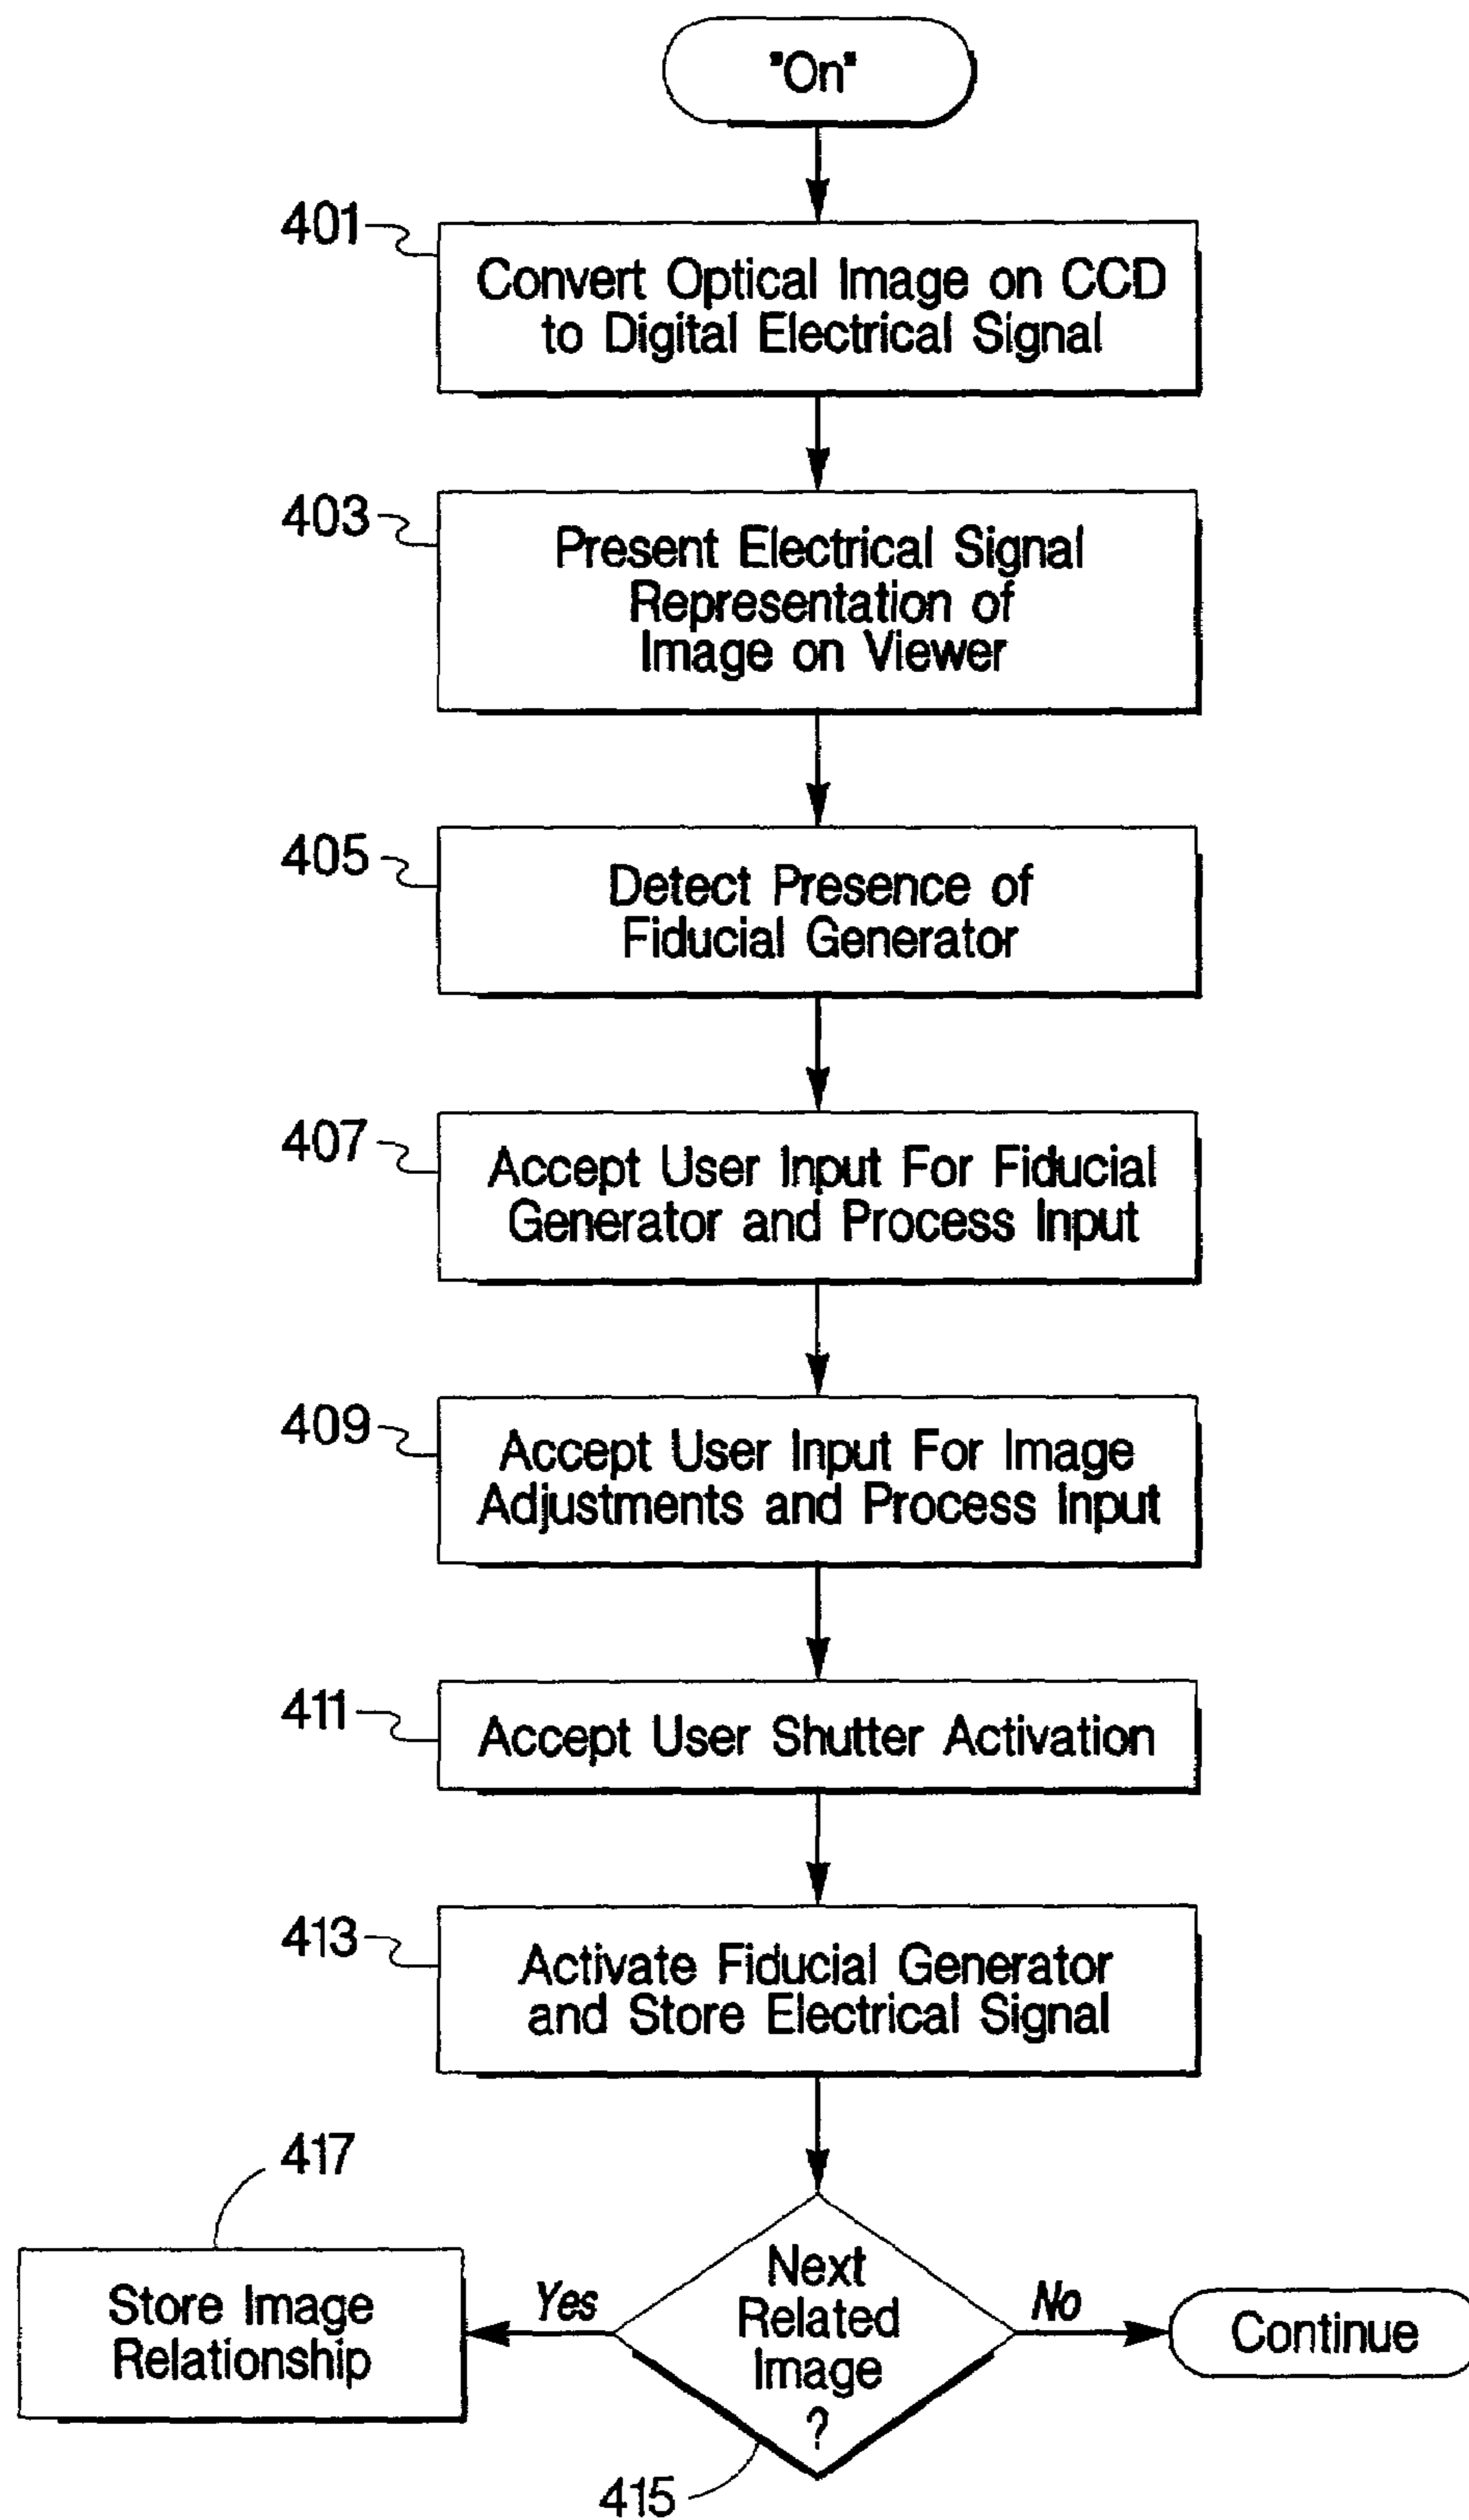 "On"
401
Convert Optical Image on CCD
to Digital Electrical Signal
403
Present Electrical Signal
Representation of
Image on Viewer
405
Detect Presence of
Fiducial Generator
407
Accept User Input For Fiducial
Generator and Process Input
409
Accept User Input For Image
Adjustments and Process Input
411
Accept User Shutter Activation
413
Activate Fiducial Generator
and Store Electrical Signal
417
Store Image
Relationship
Yes
Next
Related
Image
?
No
Continue
415